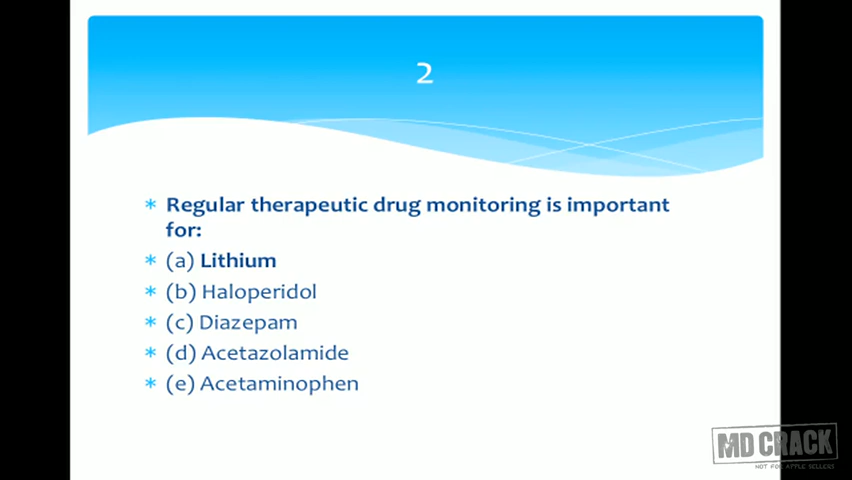 2
* Regular therapeutic drug monitoring is important
for:
* (a) Lithium
* (b) Haloperidol
* (c) Diazepam
* (d) Acetazolamide
* (e) Acetaminophen
MD CRACK
NOT FOR APPLE SELLERS